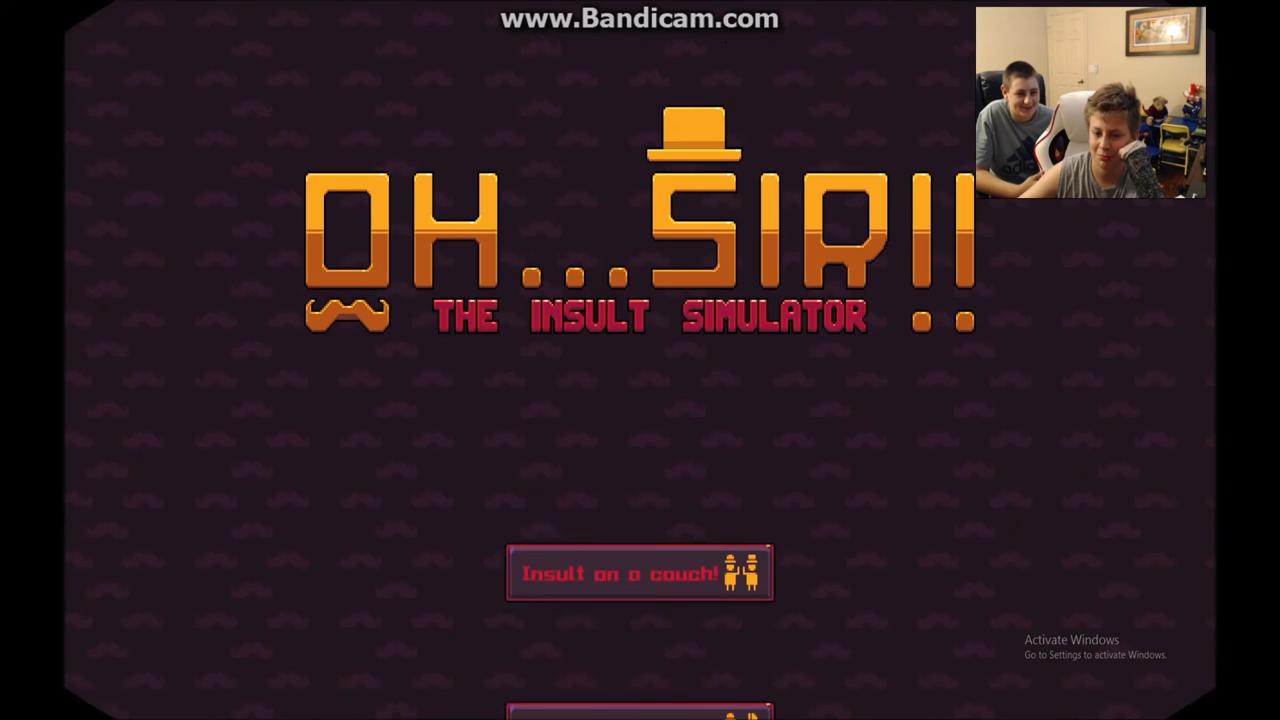 www.Bandicam.com
OH...SIR!!
THE INSULT SIMULATOR
Insult on a couch!
Activate Windows
Go to Settings to activate Windows.